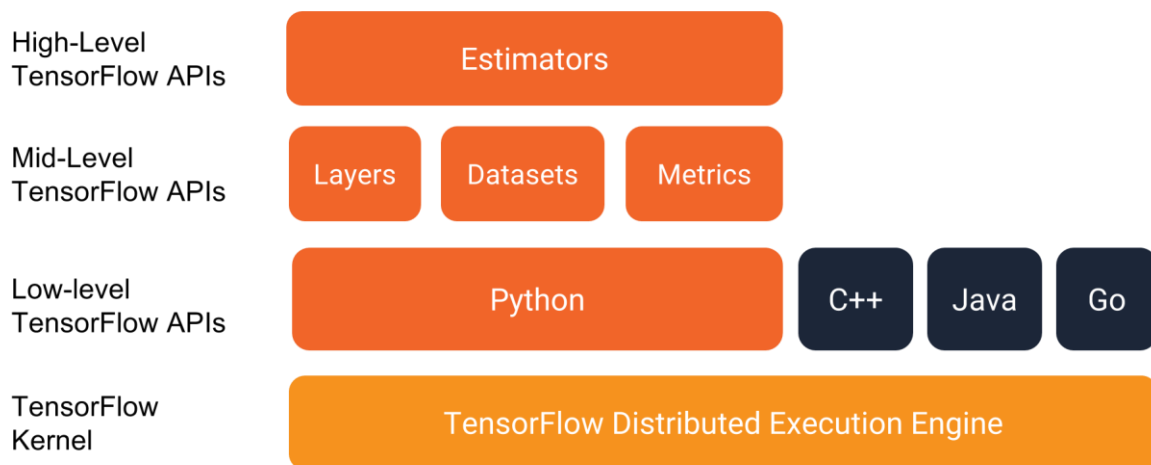 High-Level
TensorFlow APIs
Estimators
Mid-Level
TensorFlow APIs
Layers
Datasets
Metrics
Low-level
TensorFlow APIs
Python
C++
Java
Go
TensorFlow
Kernel
TensorFlow Distributed Execution Engine